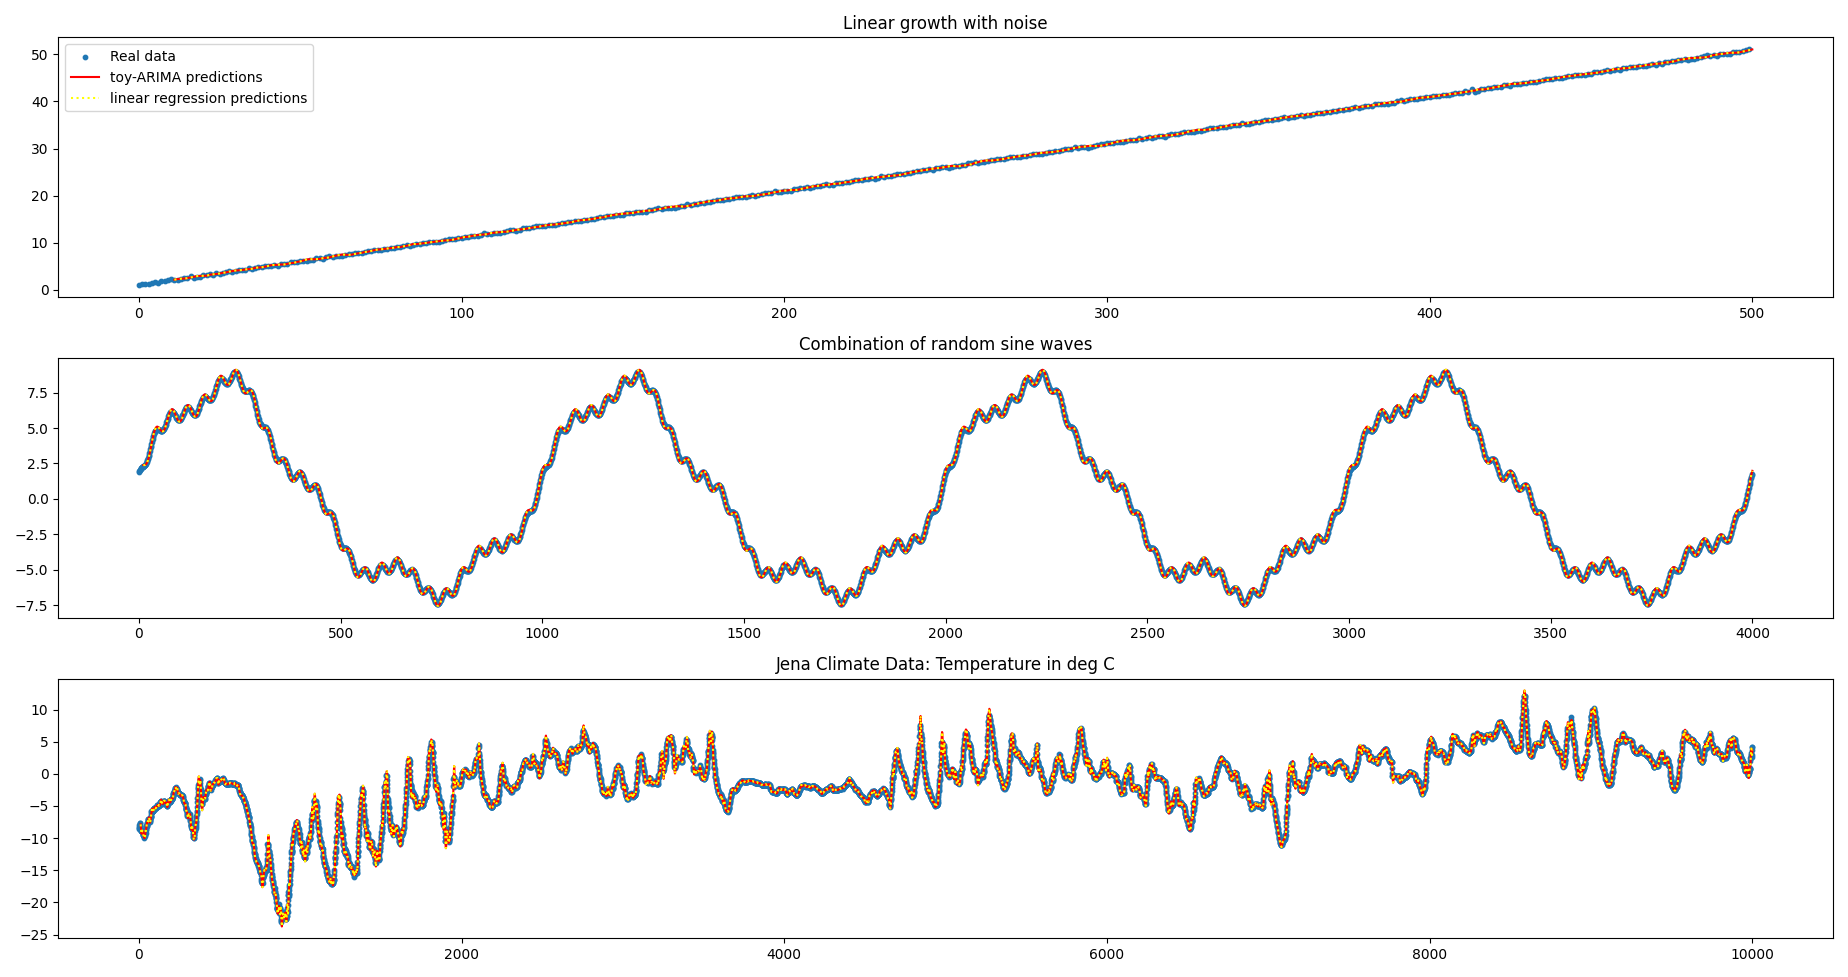 Linear growth with noise
50
40
30
20
10
0
Real data
toy-ARIMA predictions
linear regression predictions
0 100 200 300 400 500
Combination of random sine waves
7.5
5.0
2.5
0.0
−2.5
−5.0
−7.5
0 500 1000 1500 2000 2500 3000 3500 4000
Jena Climate Data: Temperature in deg C
10
5
0
−5
−10
−15
−20
−25
0 2000 4000 6000 8000 10000